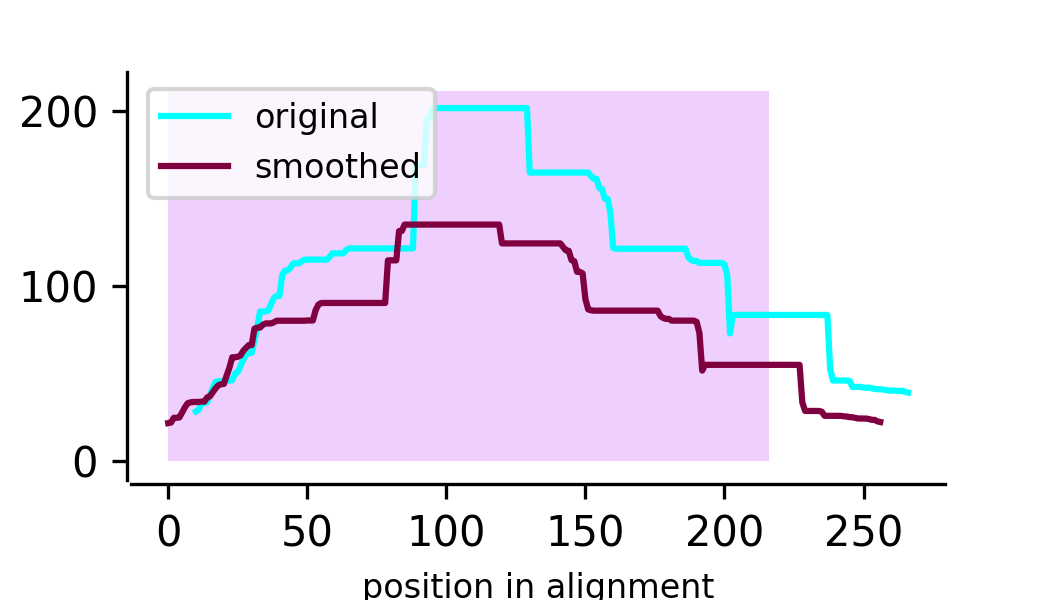 200
100
0
original
smoothed
0 50 100 150 200 250
position in alignment